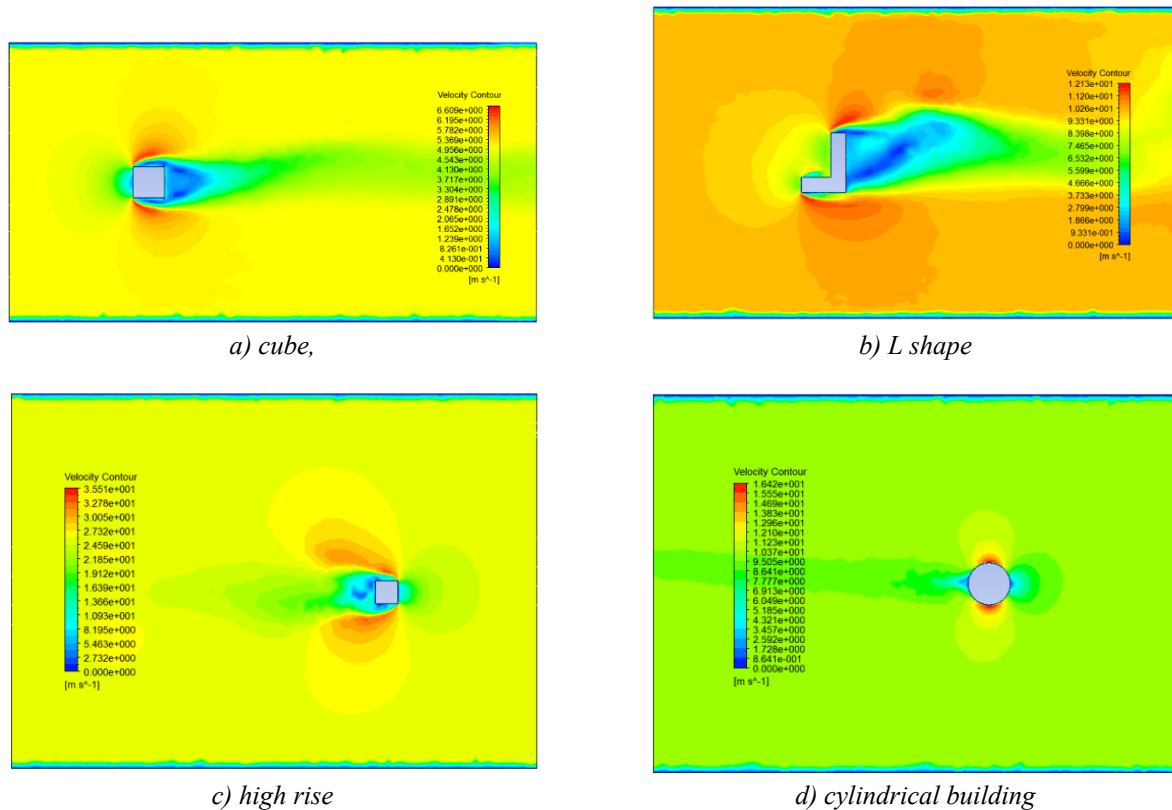 Velocity Contour
6.609e+000
6.195e+000
5.782e+000
5.369e+000
4.956e+000
4.543e+000
4.130e+000
3.717e+000
3.304e+000
2.891e+000
2.478e+000
2.065e+000
1.652e+000
1.239e+000
8.261e-001
4.130e-001
0.000e+000
[m s^-1]
a) cube,
Velocity Contour
1.213e+001
1.120e+001
1.026e+001
9.331e+000
8.398e+000
7.465e+000
6.532e+000
5.599e+000
4.666e+000
3.733e+000
2.799e+000
1.866e+000
9.331e-001
0.000e+000
[m s^-1]
b) L shape
Velocity Contour
3.551e+001
3.278e+001
3.005e+001
2.732e+001
2.459e+001
2.185e+001
1.912e+001
1.639e+001
1.366e+001
1.093e+001
8.195e+000
5.463e+000
2.732e+000
0.000e+000
[m s^-1]
c) high rise
Velocity Contour
1.642e+001
1.555e+001
1.469e+001
1.383e+001
1.296e+001
1.210e+001
1.123e+001
1.037e+001
9.505e+000
8.641e+000
7.777e+000
6.913e+000
6.049e+000
5.185e+000
4.321e+000
3.457e+000
2.592e+000
1.728e+000
8.641e-001
0.000e+000
[m s^-1]
d) cylindrical building